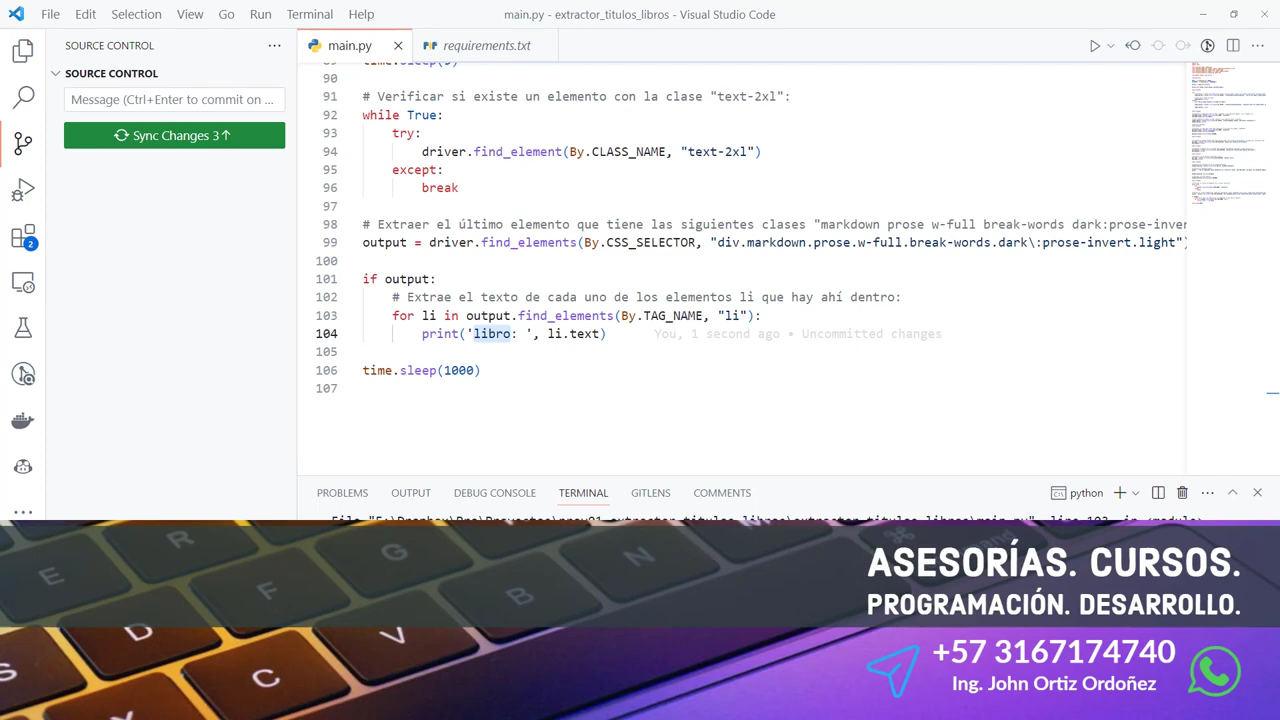 File Edit Selection View Go Run Terminal Help
main.py - extractor_titulos_libros - Visual Studio Code
SOURCE CONTROL
SOURCE CONTROL
Message (Ctrl+Enter to commit on ...
Sync Changes 3↑
2
main.py
requirements.txt
90
91 # Verificar si existe un elemento con la clase "text-2xl":
92 while True:
93 try:
94 driver.find_element(By.CSS_SELECTOR,
95 except:
96 break
97
98 # Extraer el último elemento que tiene las siguientes clases "markdown prose w-full break-words dark:prose-inver
99 output = driver.find_elements(By.CSS_SELECTOR, "div.markdown.prose.w-full.break-words.dark\:prose-invert.light")
100
101 if output:
102 # Extrae el texto de cada uno de los elementos li que hay ahí dentro:
103 for li in output.find_elements(By.TAG_NAME, "li"):
104 print('libro: ', li.text) You, 1 second ago • Uncommitted changes
105
106 time.sleep(1000)
107
PROBLEMS OUTPUT DEBUG CONSOLE TERMINAL GITLENS COMMENTS
python
ASESORÍAS. CURSOS.
PROGRAMACIÓN. DESARROLLO.
+57 3167174740
Ing. John Ortiz Ordoñez
E R F G B N D V C